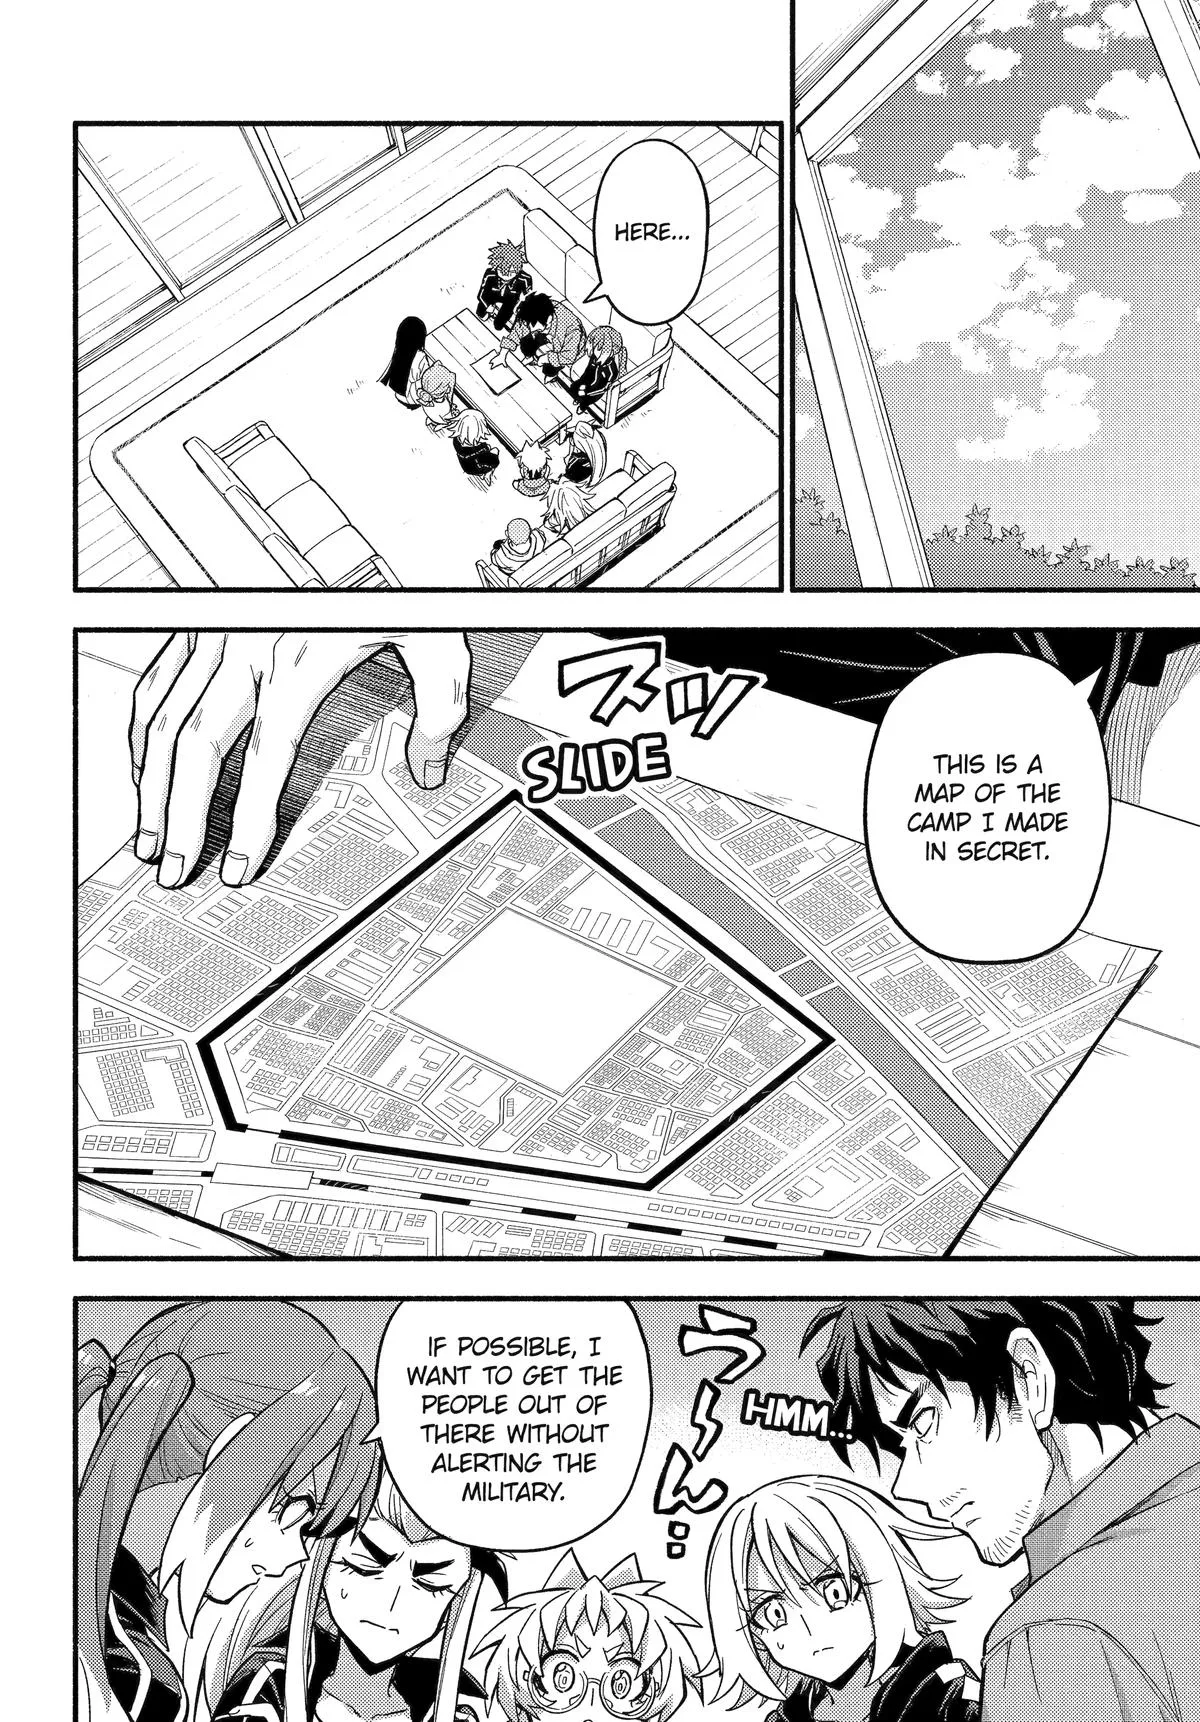 HERE...
THIS IS A
MAP OF THE
CAMP I MADE
IN SECRET.
スッ
SLIDE
IF POSSIBLE, I
WANT TO GET THE
PEOPLE OUT OF
THERE WITHOUT
ALERTING THE
MILITARY.
う〜ん…
HMM...